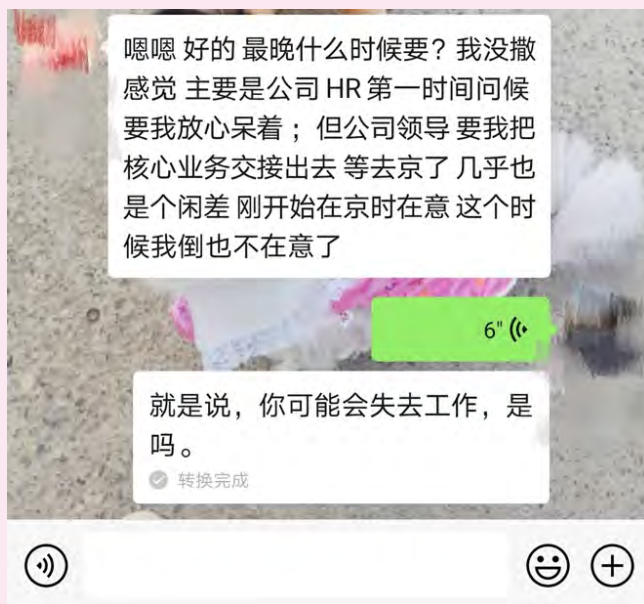 嗯嗯 好的 最晚什么时候要？我没撒
感觉 主要是公司 HR 第一时间问候
要我放心呆着 ；但公司领导 要我把
核心业务交接出去 等去京了 几乎也
是个闲差 刚开始在京时在意 这个时
候我倒也不在意了
6"
就是说，你可能会失去工作，是
吗。
转换完成